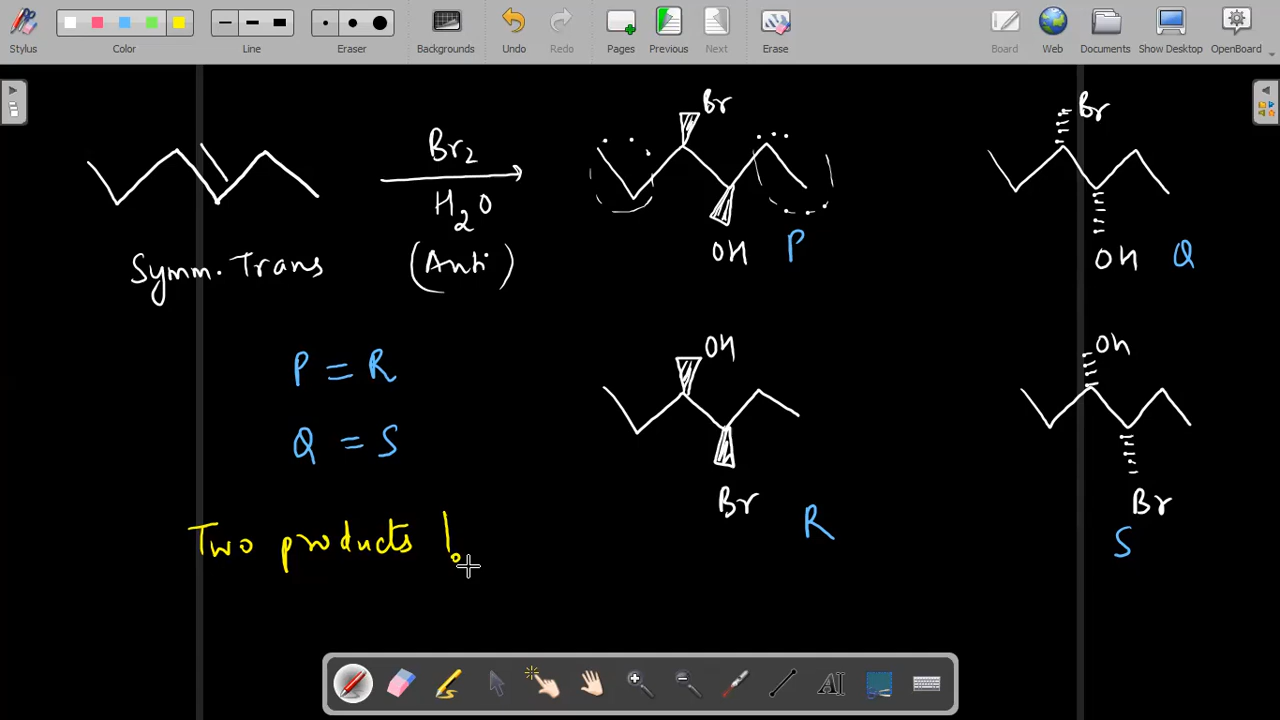 Stylus
Color
Line
Eraser
Backgrounds
Undo
Redo
Pages
Previous
Next
Erase
Board
Web
Documents
Show Desktop
OpenBoard
Br2
H2O
(Anti)
Symm. Trans
Br
OH
P
Br
OH
Q
P = R
Q = S
OH
Br
R
OH
Br
S
Two products !
AI